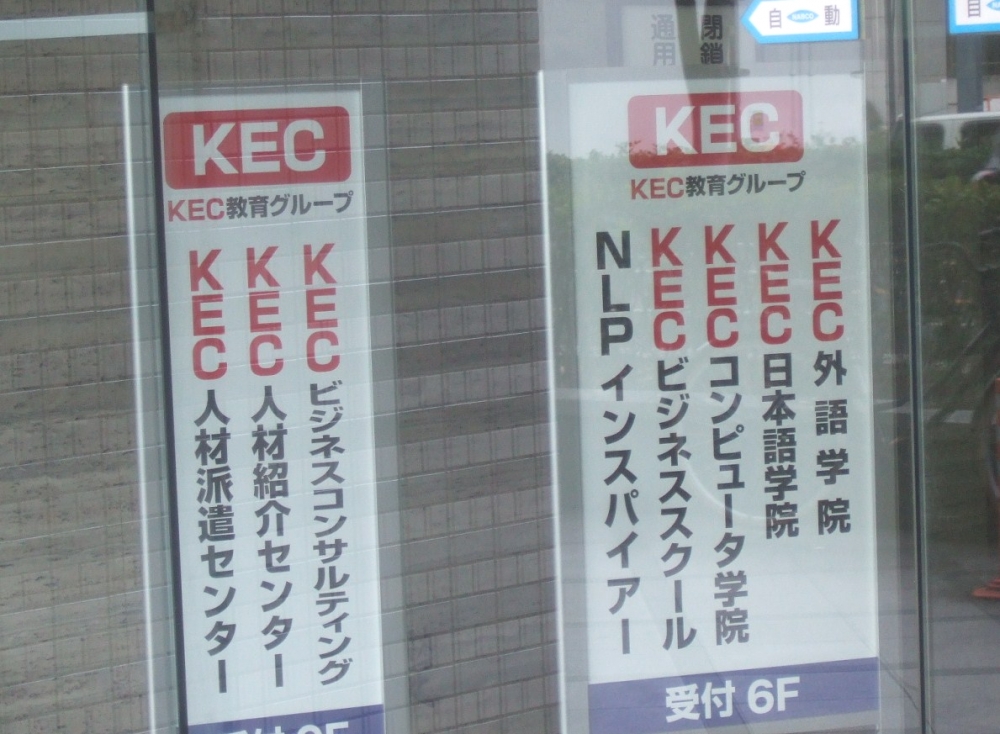 自動
自
通用
閉鎖
KEC
KEC教育グループ
KECビジネスコンサルティング
KEC人材紹介センター
KEC人材派遣センター
KEC
KEC教育グループ
KEC外語学院
KEC日本語学院
KECコンピュータ学院
KECビジネススクール
NLPインスパイアー
受付 6F